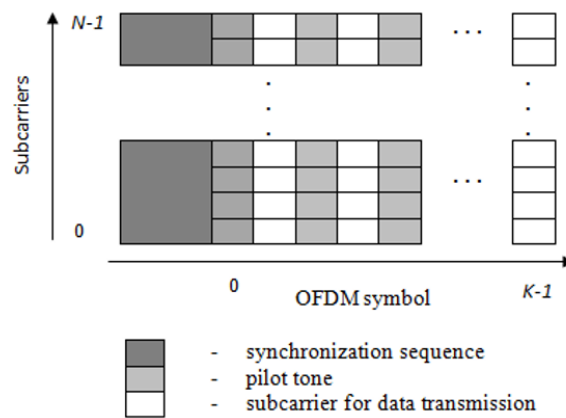 N-1
. . .
Subcarriers
. . .
0
0
OFDM symbol
K-1
- synchronization sequence
- pilot tone
- subcarrier for data transmission